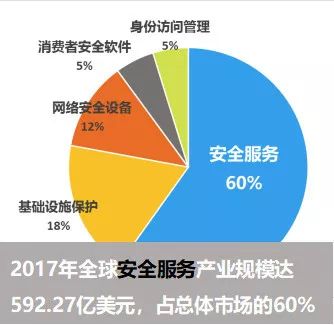 身份访问管理
5%
消费者安全软件
5%
网络安全设备
12%
安全服务
60%
基础设施保护
18%
2017年全球安全服务产业规模达
592.27亿美元，占总体市场的60%